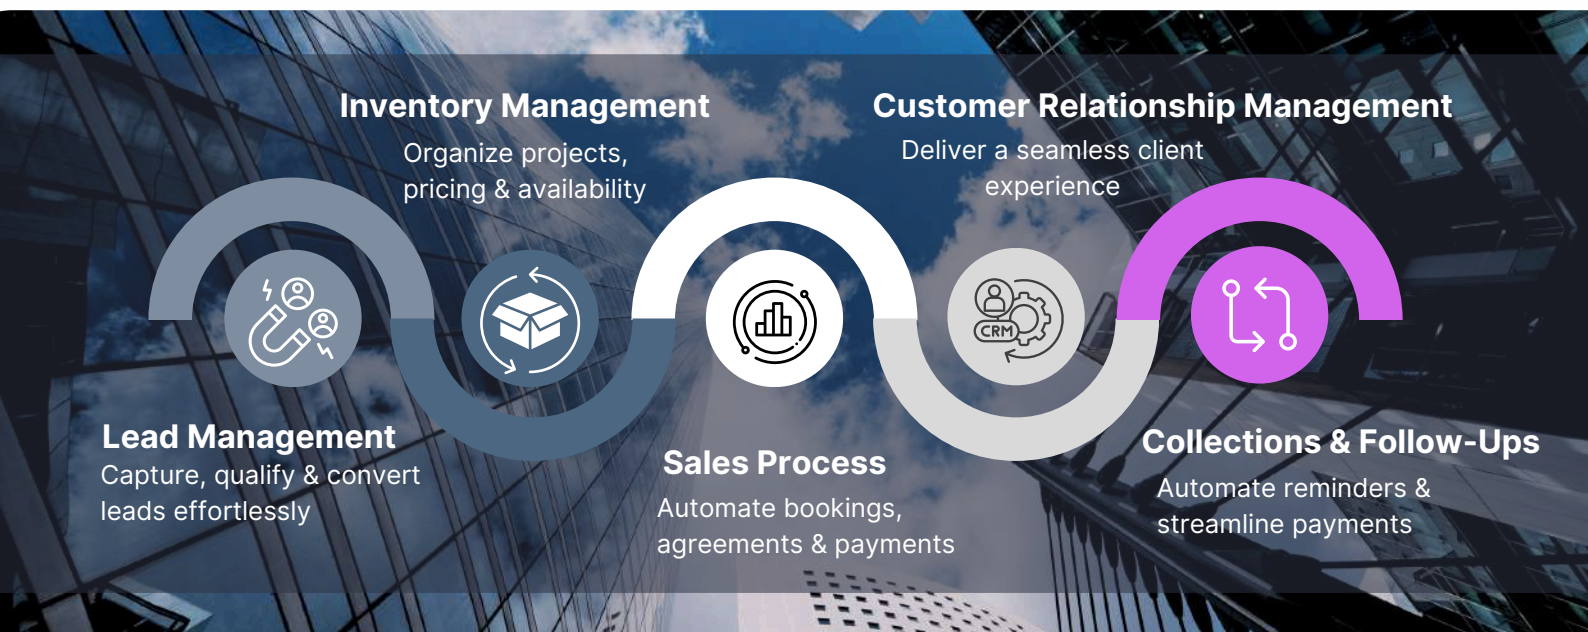 Inventory Management
Organize projects,
pricing & availability
Customer Relationship Management
Deliver a seamless client
experience
CRM
Lead Management
Capture, qualify & convert
leads effortlessly
Sales Process
Automate bookings,
agreements & payments
Collections & Follow-Ups
Automate reminders &
streamline payments